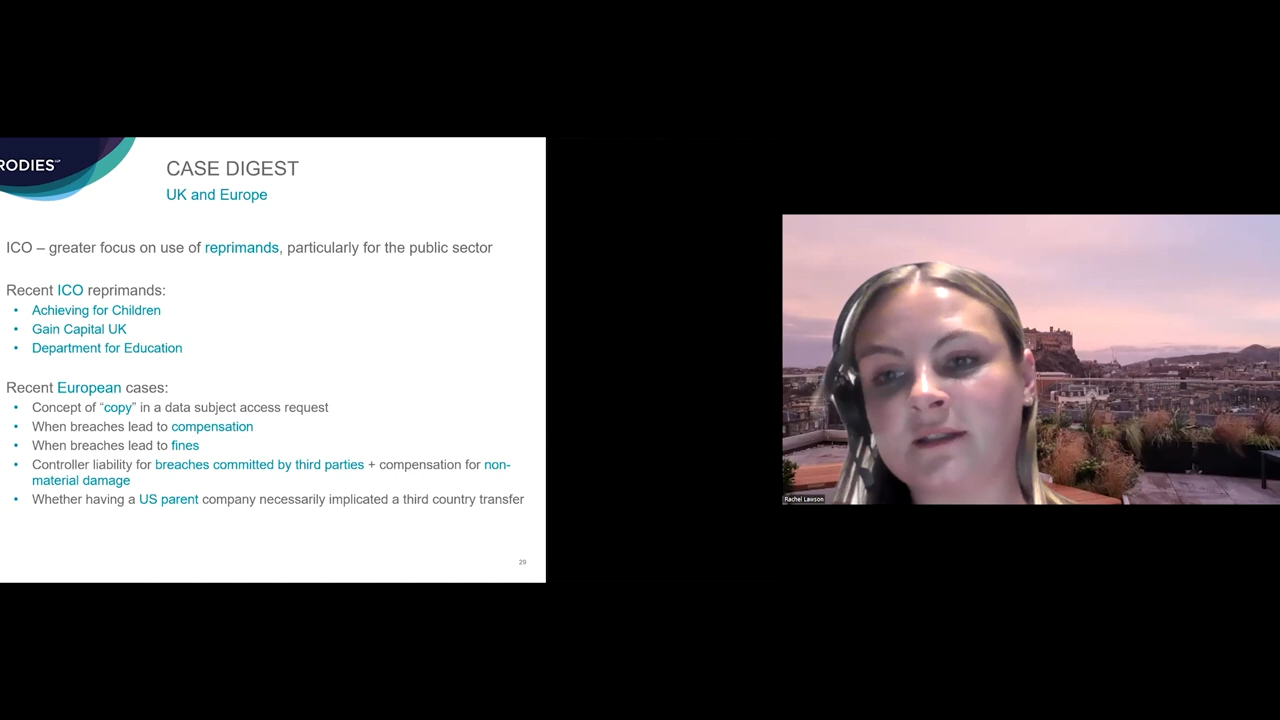 RODIES LLP
CASE DIGEST
UK and Europe
ICO – greater focus on use of reprimands, particularly for the public sector
Recent ICO reprimands:
• Achieving for Children
• Gain Capital UK
• Department for Education
Recent European cases:
• Concept of “copy” in a data subject access request
• When breaches lead to compensation
• When breaches lead to fines
• Controller liability for breaches committed by third parties + compensation for non-
material damage
• Whether having a US parent company necessarily implicated a third country transfer
29
Rachel Lawson